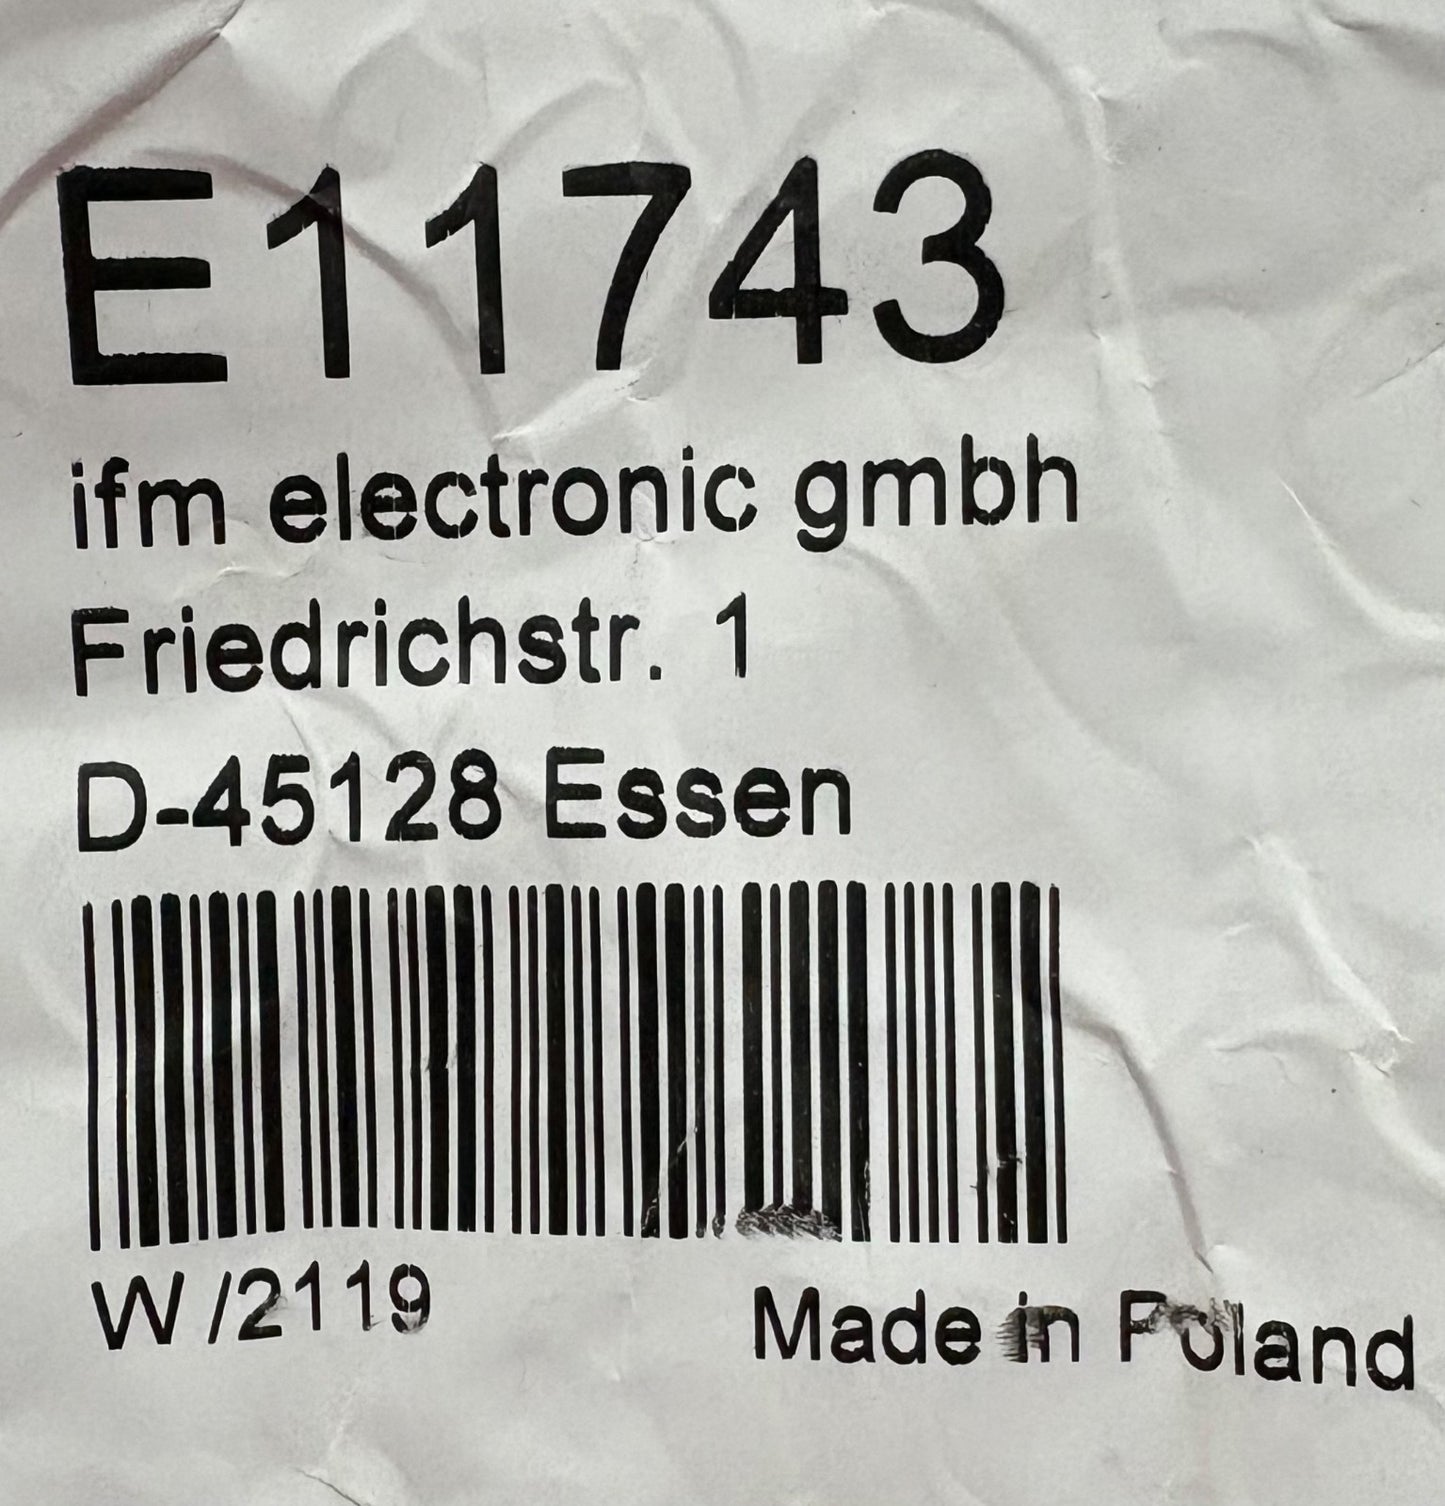 E11743
ifm electronic gmbh
Friedrichstr. 1
D-45128 Essen
W /2119
Made in Poland